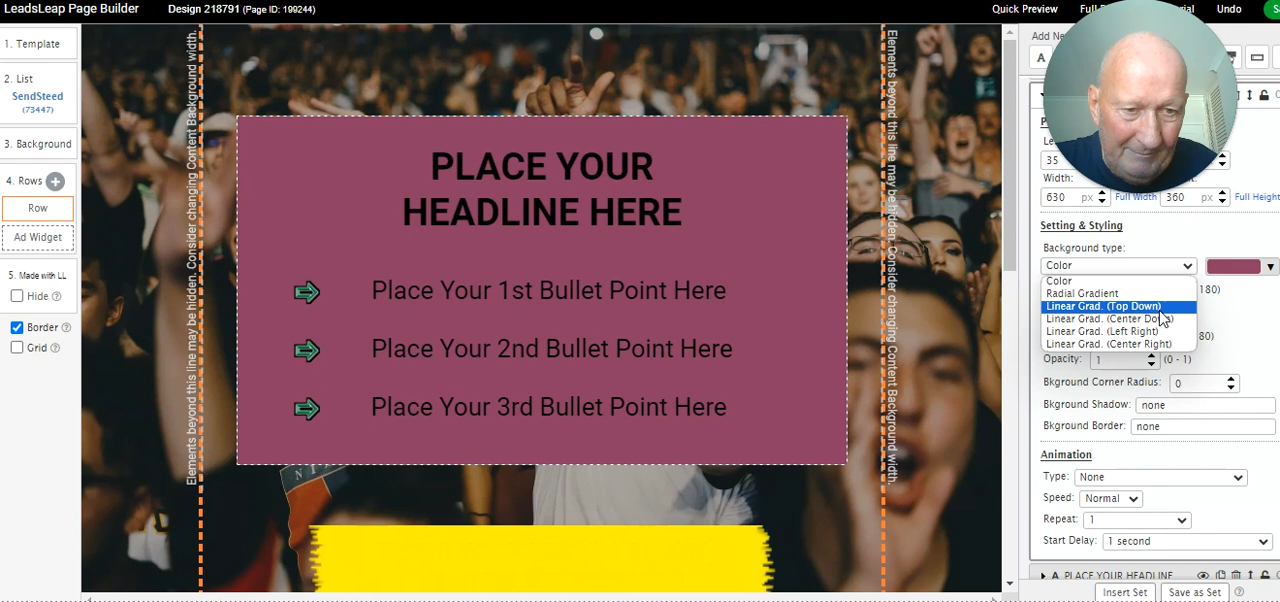 LeadsLeap Page Builder
Design 218791 (Page ID: 199244)
Quick Preview
Undo
1. Template
2. List
SendSteed
(73447)
3. Background
4. Rows
Row
Ad Widget
5. Made with LL
Hide
Border
Grid
Elements beyond this line may be hidden. Consider changing Content Background width.
PLACE YOUR
HEADLINE HERE
Place Your 1st Bullet Point Here
Place Your 2nd Bullet Point Here
Place Your 3rd Bullet Point Here
Elements beyond this line may be hidden. Consider changing Content Background width.
A
35
Width:
630 px Full Width 360 px Full Height
Setting & Styling
Background type:
Color
Color
Radial Gradient
Linear Grad. (Top Down)
Linear Grad. (Center Down)
Linear Grad. (Left Right)
Linear Grad. (Center Right)
180)
80)
Opacity: 1 (0 - 1)
Bkground Corner Radius: 0
Bkground Shadow: none
Bkground Border: none
Animation
Type: None
Speed: Normal
Repeat: 1
Start Delay: 1 second
A PLACE YOUR HEADLINE
Insert Set
Save as Set